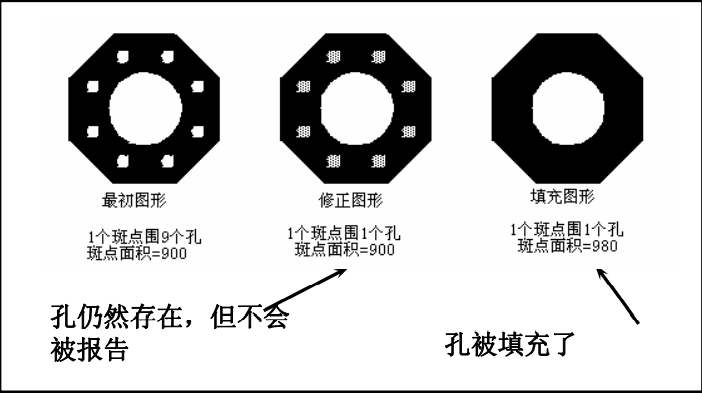 最初图形
修正图形
填充图形
1个斑点围9个孔
斑点面积=900
1个斑点围1个孔
斑点面积=900
1个斑点围1个孔
斑点面积=980
孔仍然存在，但不会
被报告
孔被填充了